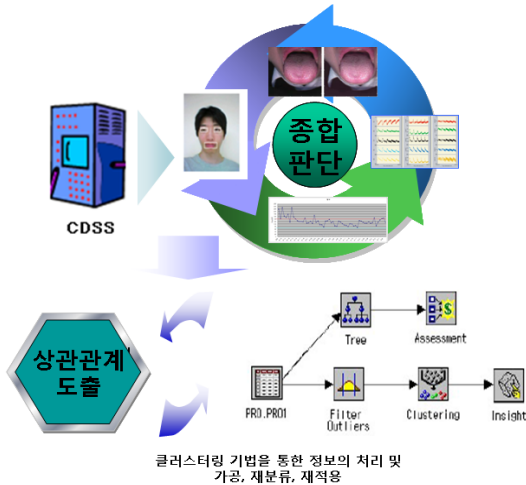 종합
판단
CDSS
상관관계
도출
Tree
Assessment
PRO.PRO1
Filter
Outliers
Clustering
Insight
클러스터링 기법을 통한 정보의 처리 및
가공, 재분류, 재적용